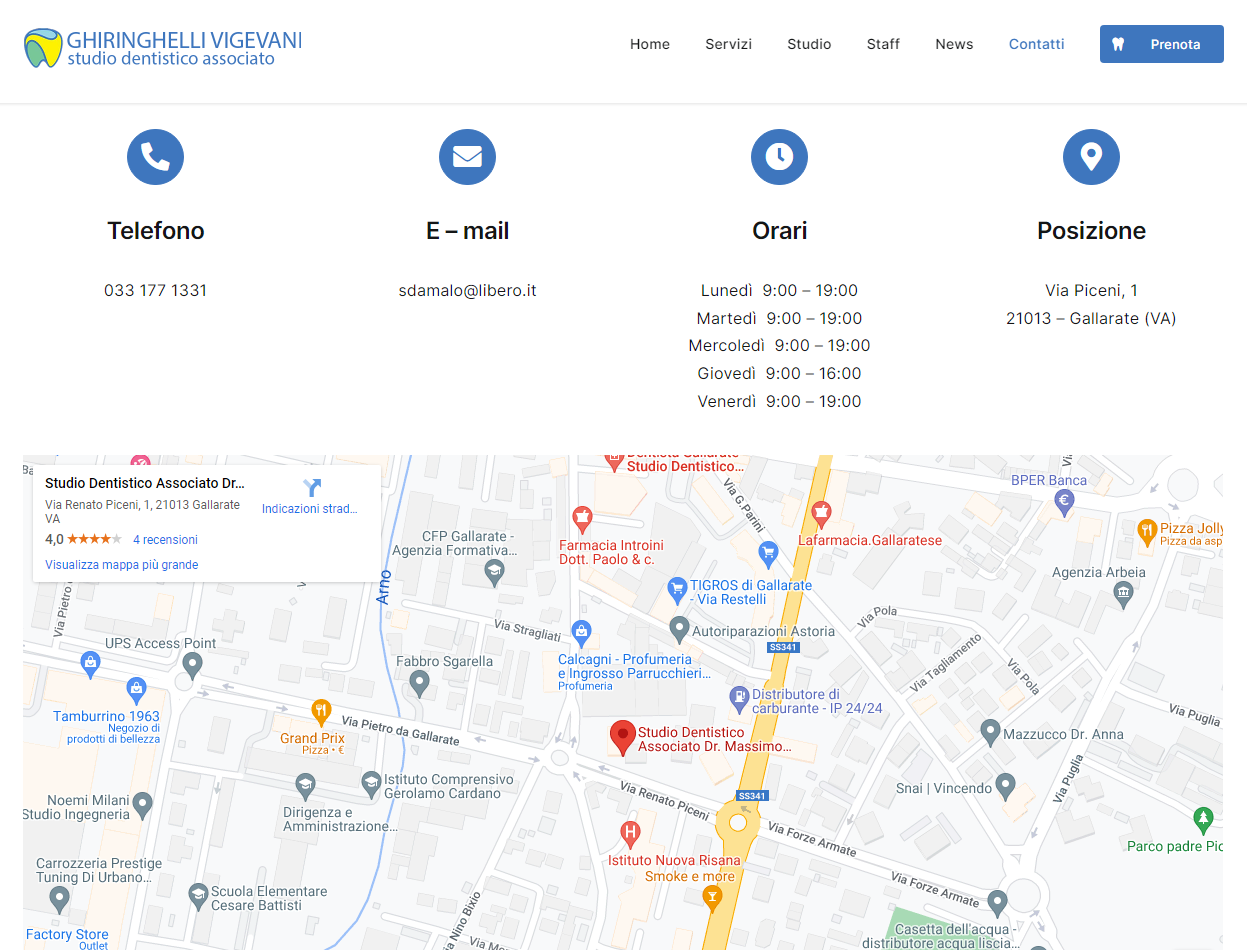 GHIRINGHELLI VIGEVANI
studio dentistico associato
Home
Servizi
Studio
Staff
News
Contatti
Prenota
Telefono
033 177 1331
E – mail
sdamalo@libero.it
Orari
Lunedì 9:00 – 19:00
Martedì 9:00 – 19:00
Mercoledì 9:00 – 19:00
Giovedì 9:00 – 16:00
Venerdì 9:00 – 19:00
Posizione
Via Piceni, 1
21013 – Gallarate (VA)
Studio Dentistico Associato Dr...
Via Renato Piceni, 1, 21013 Gallarate
VA
4,0
4 recensioni
Visualizza mappa più grande
Indicazioni strad...
Studio Dentistico...
Via G.Parini
BPER Banca
Via
Pizza Jolly
Pizza da asp
Lafarmacia.Gallaratese
Farmacia Introini
Dott. Paolo & c.
CFP Gallarate -
Agenzia Formativa...
Agenzia Arbeia
TIGROS di Gallarate
- Via Restelli
Arno
Via Pietro
Via Pola
Via Stragliati
Autoriparazioni Astoria
SS341
UPS Access Point
Fabbro Sgarella
Calcagni - Profumeria
e Ingrosso Parrucchieri...
Profumeria
Via Tagliamento
Via Pola
Distributore di
carburante - IP 24/24
Tamburrino 1963
Negozio di
prodotti di bellezza
Via Pietro da Gallarate
Grand Prix
Pizza • €
Studio Dentistico
Associato Dr. Massimo...
Via Puglia
Mazzucco Dr. Anna
Via Puglia
Istituto Comprensivo
Gerolamo Cardano
Via Renato Piceni
SS341
Snai | Vincendo
Noemi Milani
Studio Ingegneria
Dirigenza e
Amministrazione...
Via Forze Armate
Parco padre Pio
Istituto Nuova Risana
Smoke e more
Carrozzeria Prestige
Tuning Di Urbano...
Scuola Elementare
Cesare Battisti
Via Forze Armate
Via Nino Bixio
Casetta dell'acqua -
distributore acqua liscia...
Factory Store
Outlet